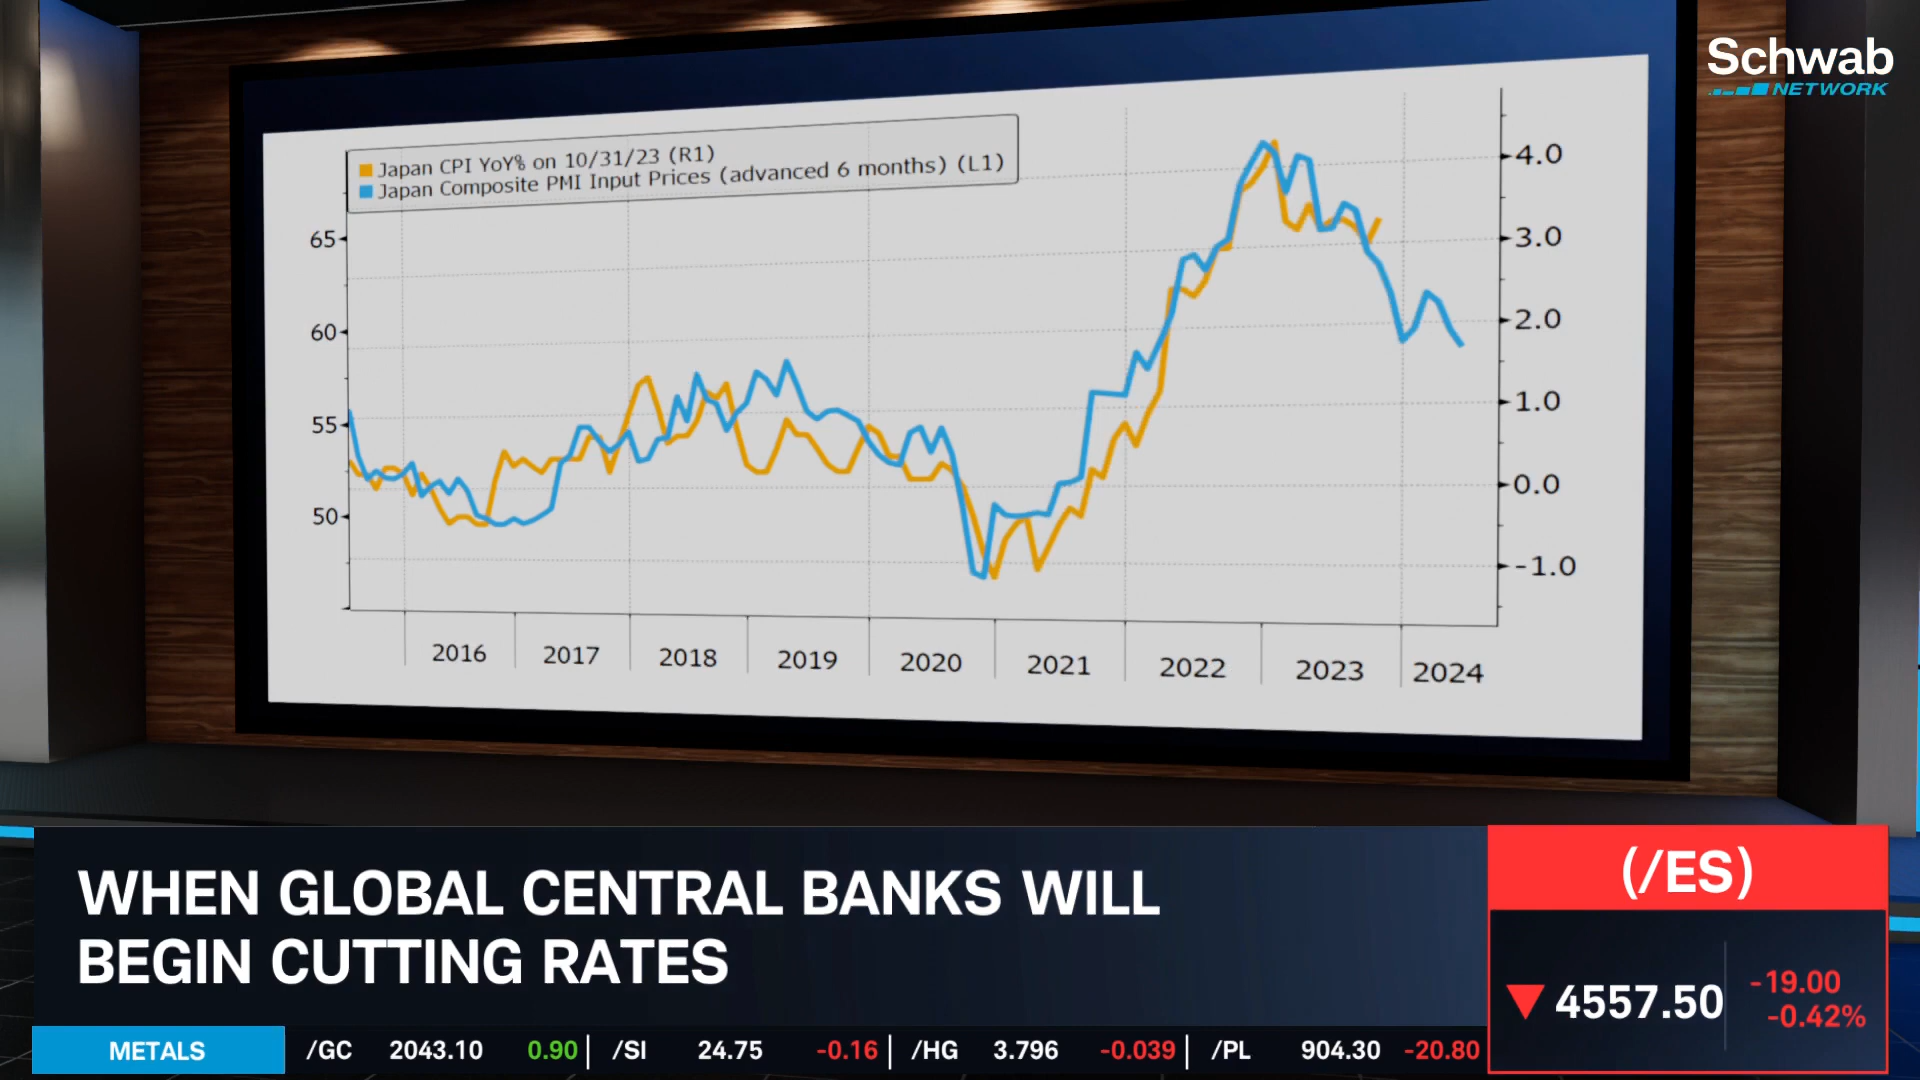 Schwab
NETWORK
Japan CPI YoY% on 10/31/23 (R1)
Japan Composite PMI Input Prices (advanced 6 months) (L1)
65
60
55
50
4.0
3.0
2.0
1.0
0.0
-1.0
2016 2017 2018 2019 2020 2021 2022 2023 2024
WHEN GLOBAL CENTRAL BANKS WILL
BEGIN CUTTING RATES
(/ES)
4557.50 -19.00
-0.42%
METALS /GC 2043.10 0.90 /SI 24.75 -0.16 /HG 3.796 -0.039 /PL 904.30 -20.80